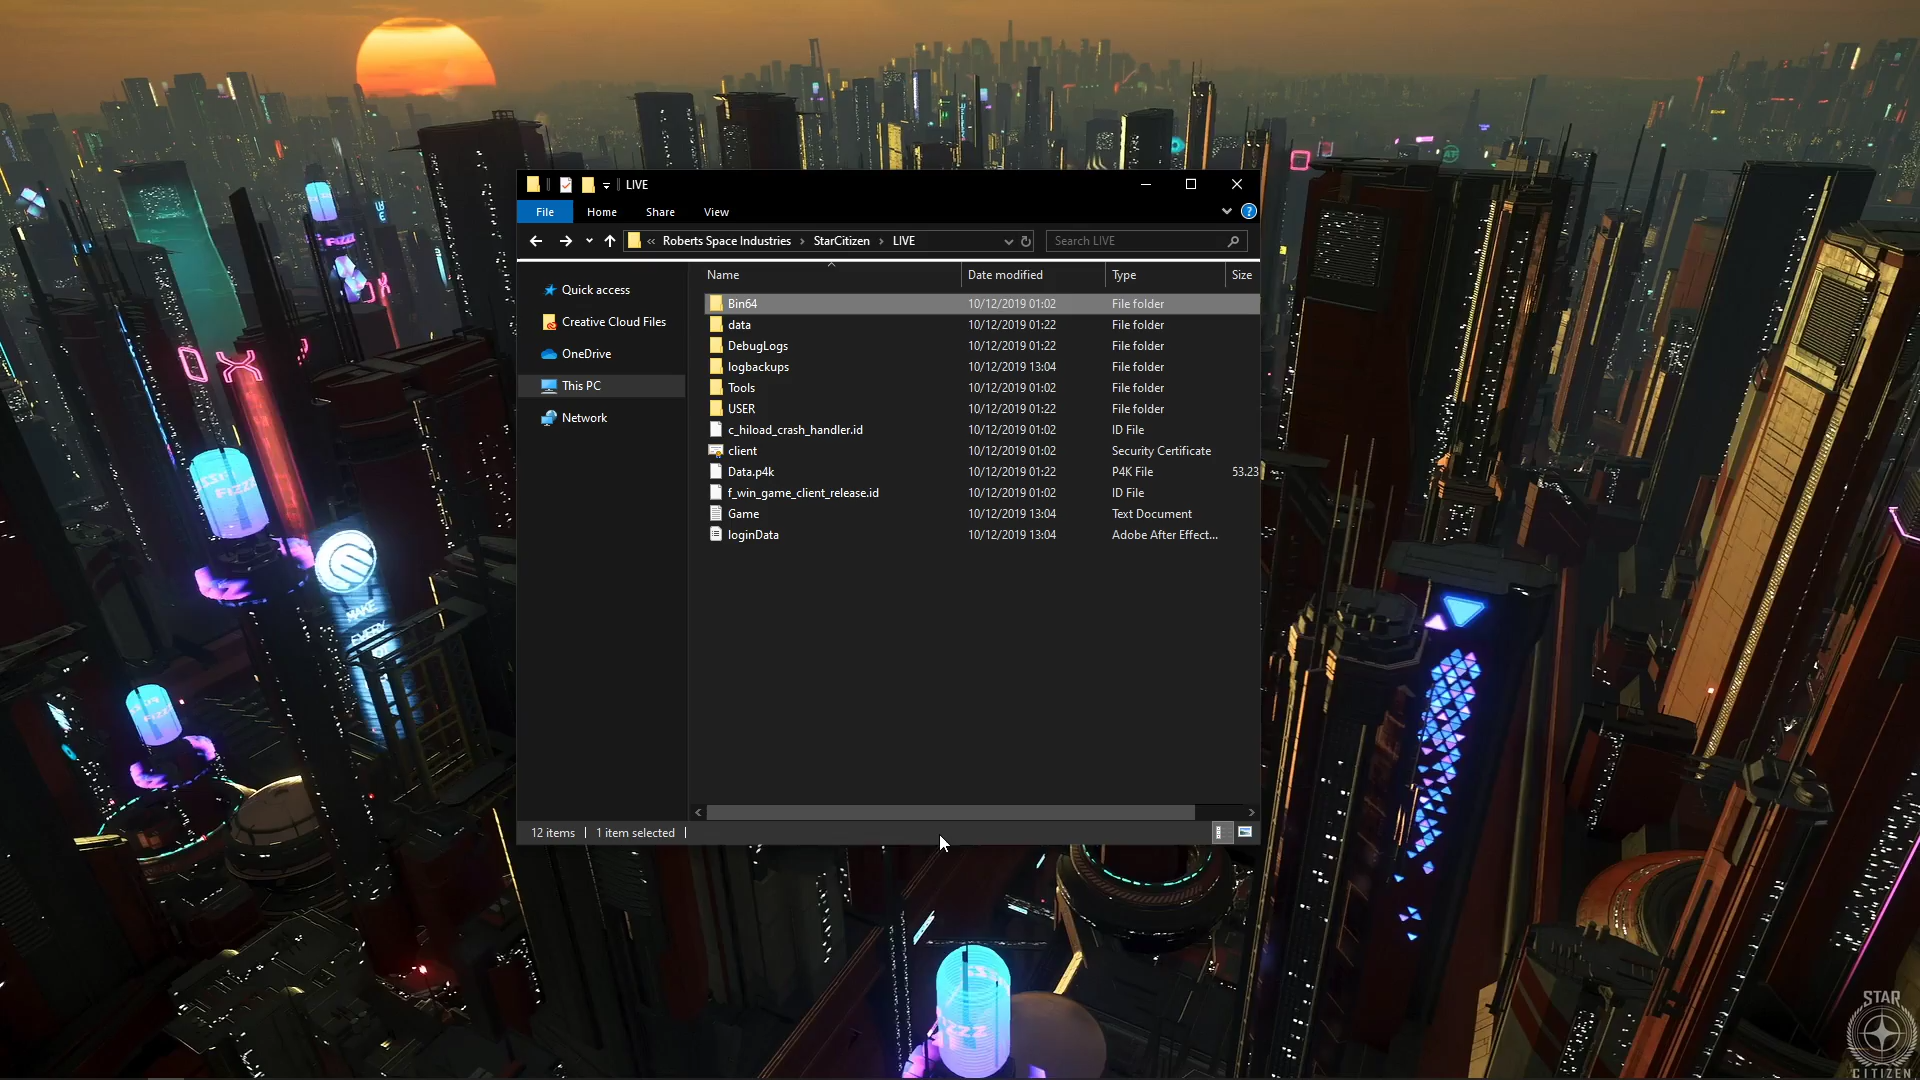 LIVE
File Home Share View
« Roberts Space Industries › StarCitizen › LIVE
Search LIVE
Name Date modified Type Size
Quick access
Creative Cloud Files
OneDrive
This PC
Network
Bin64 10/12/2019 01:02 File folder
data 10/12/2019 01:22 File folder
DebugLogs 10/12/2019 01:22 File folder
logbackups 10/12/2019 13:04 File folder
Tools 10/12/2019 01:02 File folder
USER 10/12/2019 01:22 File folder
c_hiload_crash_handler.id 10/12/2019 01:02 ID File
client 10/12/2019 01:02 Security Certificate
Data.p4k 10/12/2019 01:22 P4K File 53.23
f_win_game_client_release.id 10/12/2019 01:02 ID File
Game 10/12/2019 13:04 Text Document
loginData 10/12/2019 13:04 Adobe After Effect...
12 items 1 item selected
FIZZ
MAKE
EVERY
STAR
CITIZEN